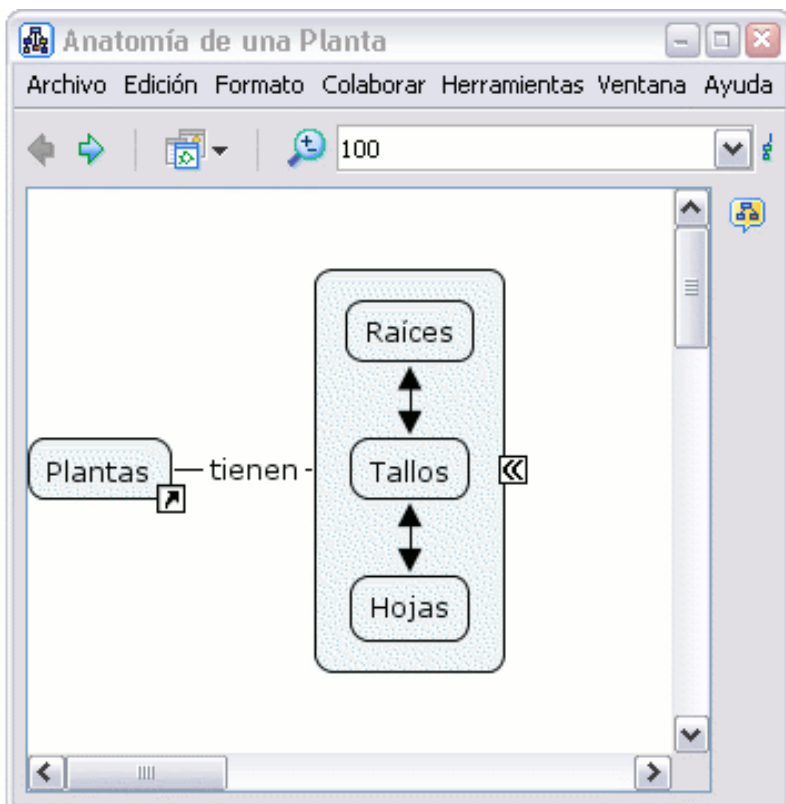 Anatomía de una Planta
Archivo Edición Formato Colaborar Herramientas Ventana Ayuda
100
Raíces
Plantas tienen Tallos
Hojas